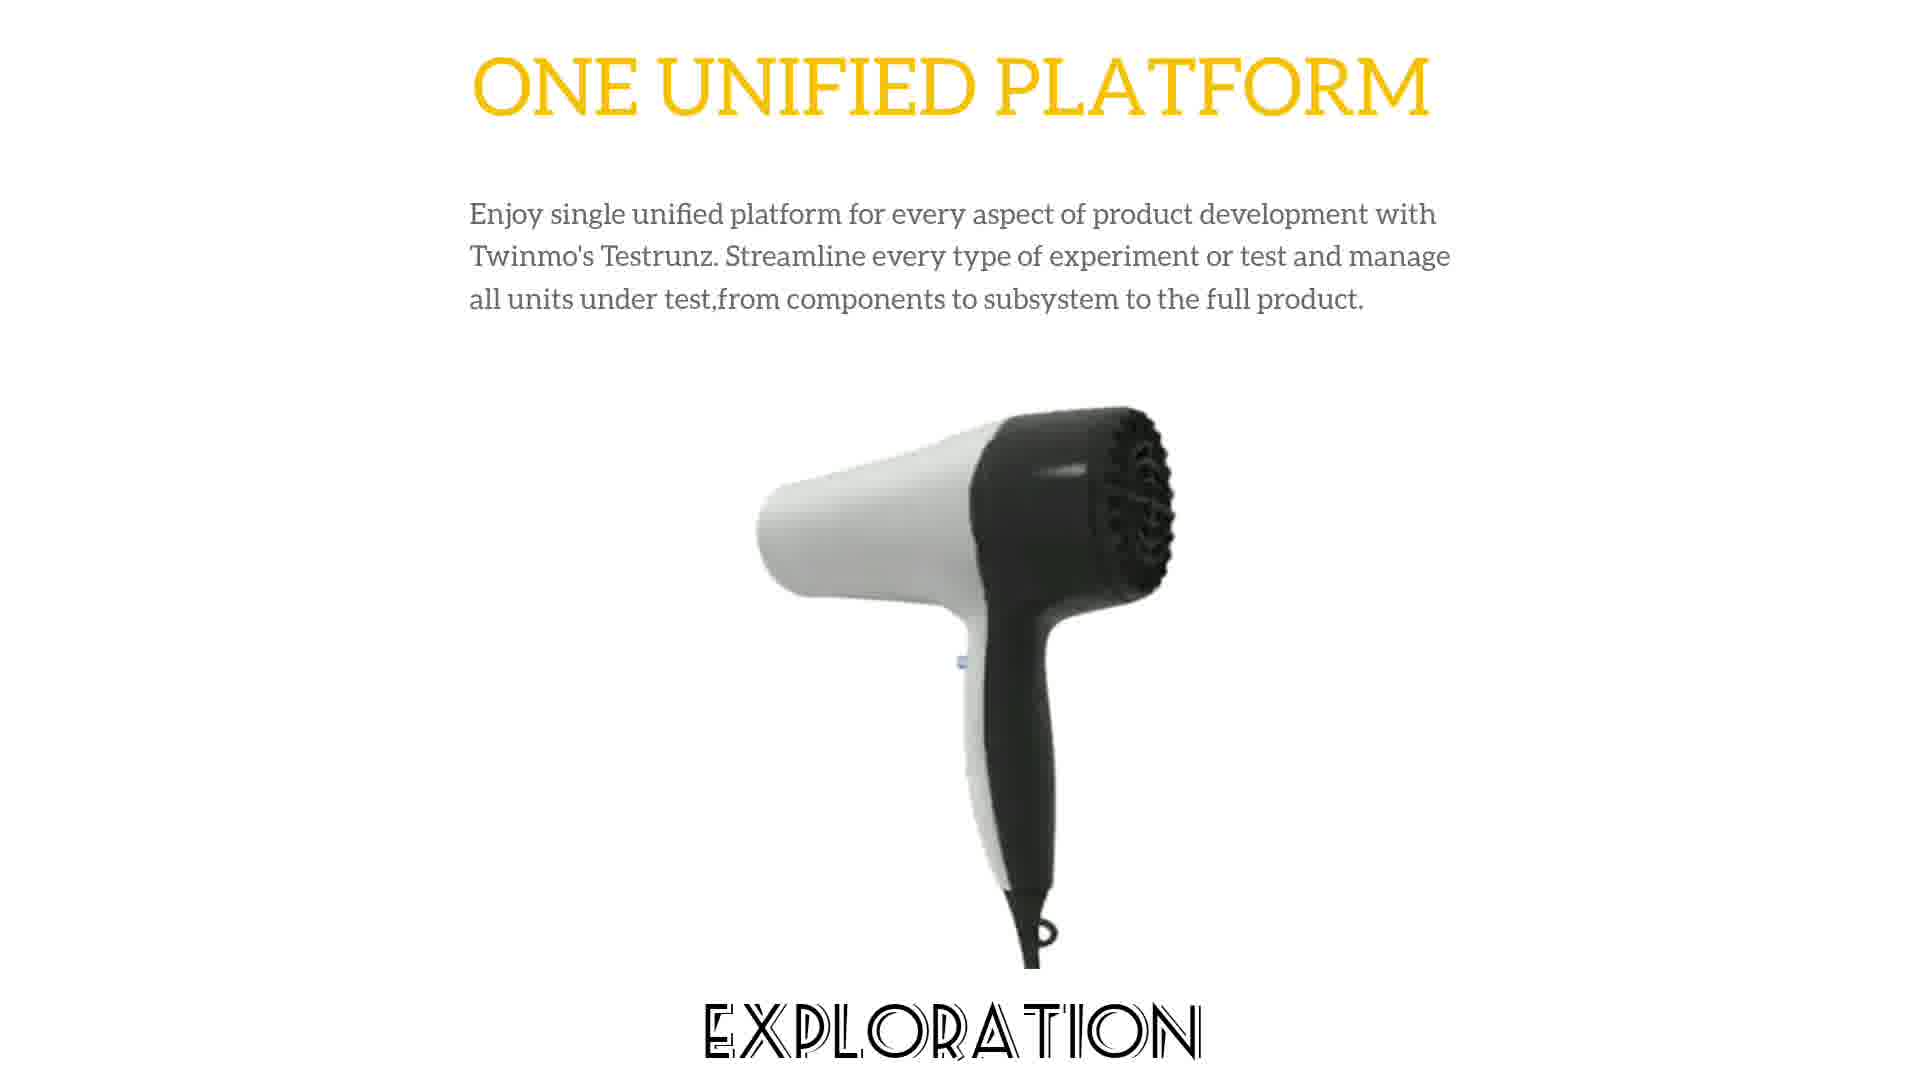 ONE UNIFIED PLATFORM
Enjoy single unified platform for every aspect of product development with
Twinmo's Testrunz. Streamline every type of experiment or test and manage
all units under test,from components to subsystem to the full product.
EXPLORATION